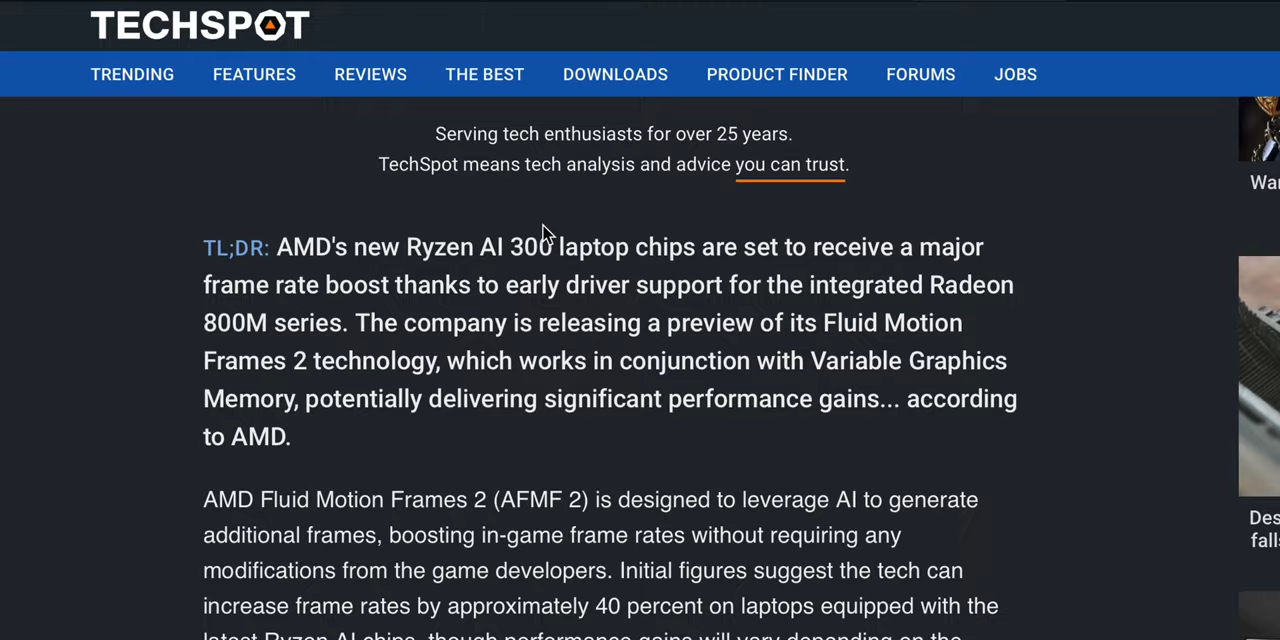 TECHSPOT
TRENDING FEATURES REVIEWS THE BEST DOWNLOADS PRODUCT FINDER FORUMS JOBS
Serving tech enthusiasts for over 25 years.
TechSpot means tech analysis and advice you can trust.
TL;DR: AMD's new Ryzen AI 300 laptop chips are set to receive a major
frame rate boost thanks to early driver support for the integrated Radeon
800M series. The company is releasing a preview of its Fluid Motion
Frames 2 technology, which works in conjunction with Variable Graphics
Memory, potentially delivering significant performance gains... according
to AMD.
AMD Fluid Motion Frames 2 (AFMF 2) is designed to leverage AI to generate
additional frames, boosting in-game frame rates without requiring any
modifications from the game developers. Initial figures suggest the tech can
increase frame rates by approximately 40 percent on laptops equipped with the
latest Ryzen AI chips, though performance gains will vary depending on the